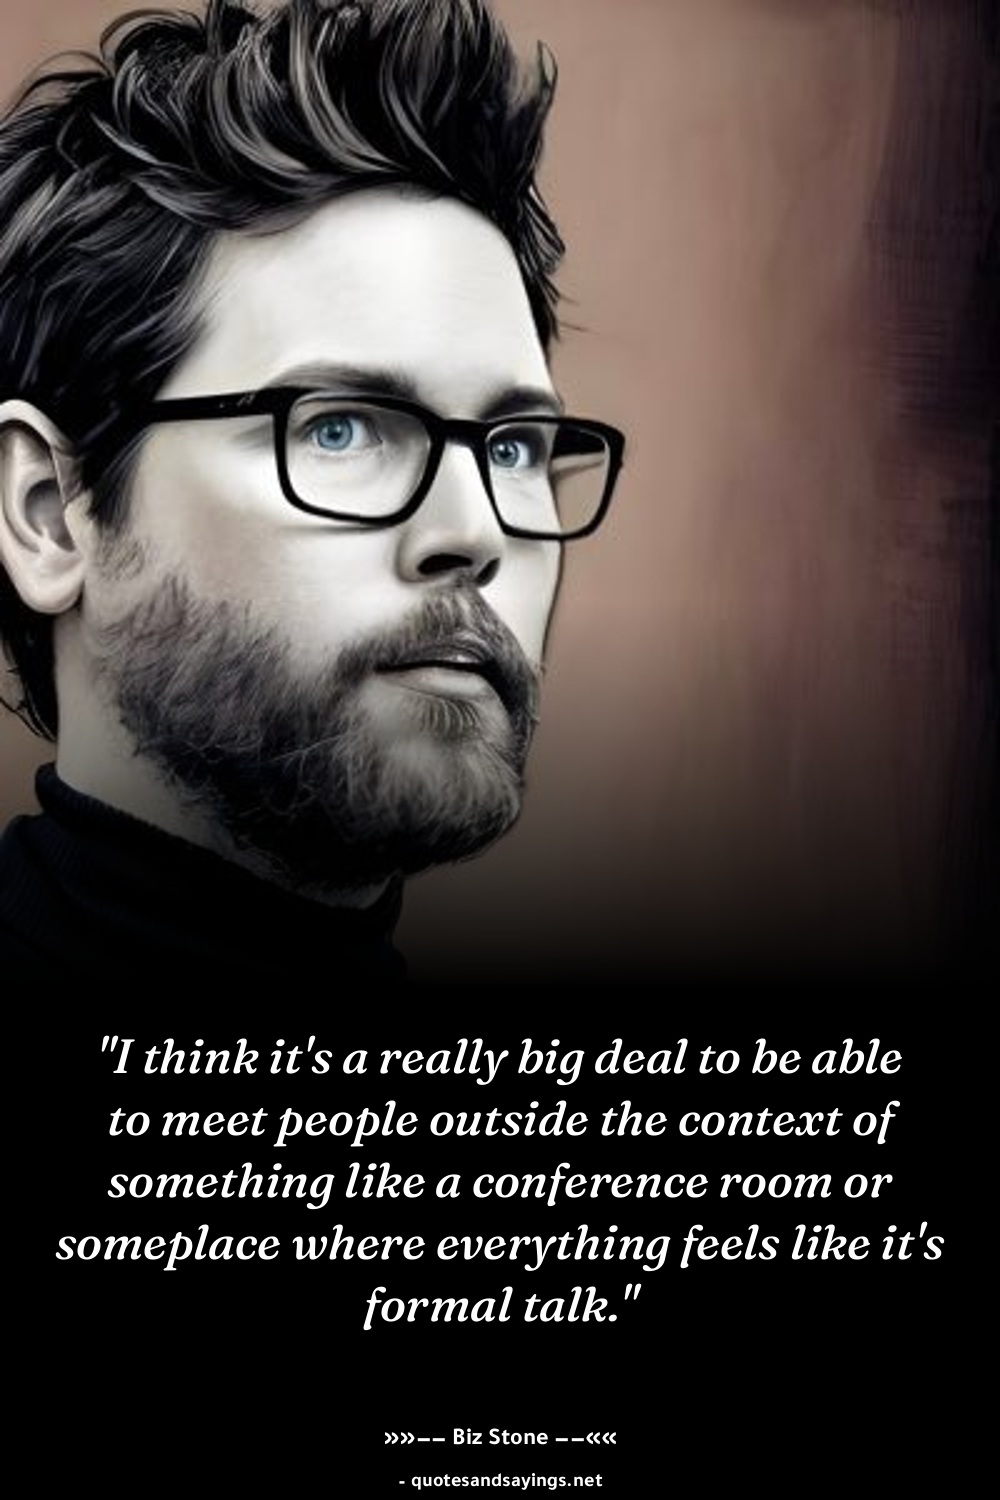 "I think it's a really big deal to be able
to meet people outside the context of
something like a conference room or
someplace where everything feels like it's
formal talk."
»»−− Biz Stone −−««
- quotesandsayings.net